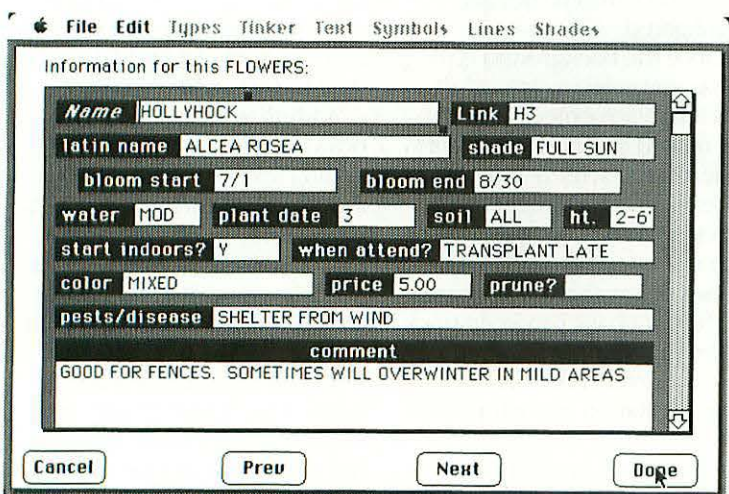 File Edit Types Tinker Text Symbols Lines Shades
Information for this FLOWERS:
Name HOLLYHOCK Link H3
latin name ALCEA ROSEA shade FULL SUN
bloom start 7/1 bloom end 8/30
water MOD plant date 3 soil ALL ht. 2-6'
start indoors? Y when attend? TRANSPLANT LATE
color MIXED price 5.00 prune?
pests/disease SHELTER FROM WIND
comment
GOOD FOR FENCES. SOMETIMES WILL OVERWINTER IN MILD AREAS
Cancel Prev Next Done